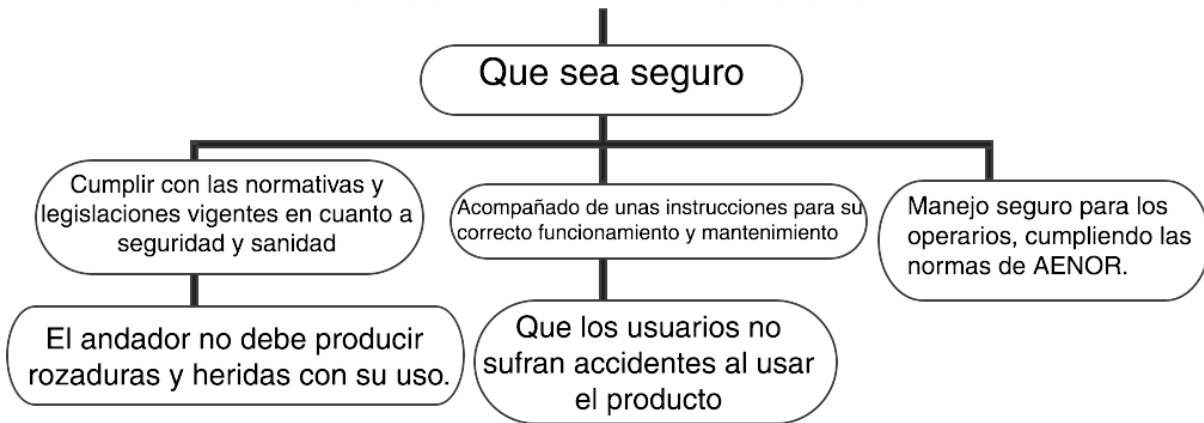 Que sea seguro
Cumplir con las normativas y
legislaciones vigentes en cuanto a
seguridad y sanidad
Acompañado de unas instrucciones para su
correcto funcionamiento y mantenimiento
Manejo seguro para los
operarios, cumpliendo las
normas de AENOR.
El andador no debe producir
rozaduras y heridas con su uso.
Que los usuarios no
sufran accidentes al usar
el producto